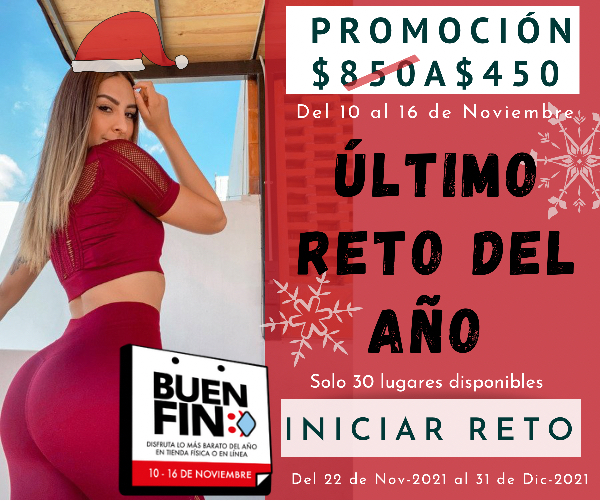 PROMOCIÓN
$850A$450
Del 10 al 16 de Noviembre
ÚLTIMO
RETO DEL
AÑO
Solo 30 lugares disponibles
INICIAR RETO
Del 22 de Nov-2021 al 31 de Dic-2021
BUEN
FIN
DISFRUTA LO MÁS BARATO DEL AÑO
EN TIENDA FÍSICA O EN LÍNEA
10 - 16 DE NOVIEMBRE